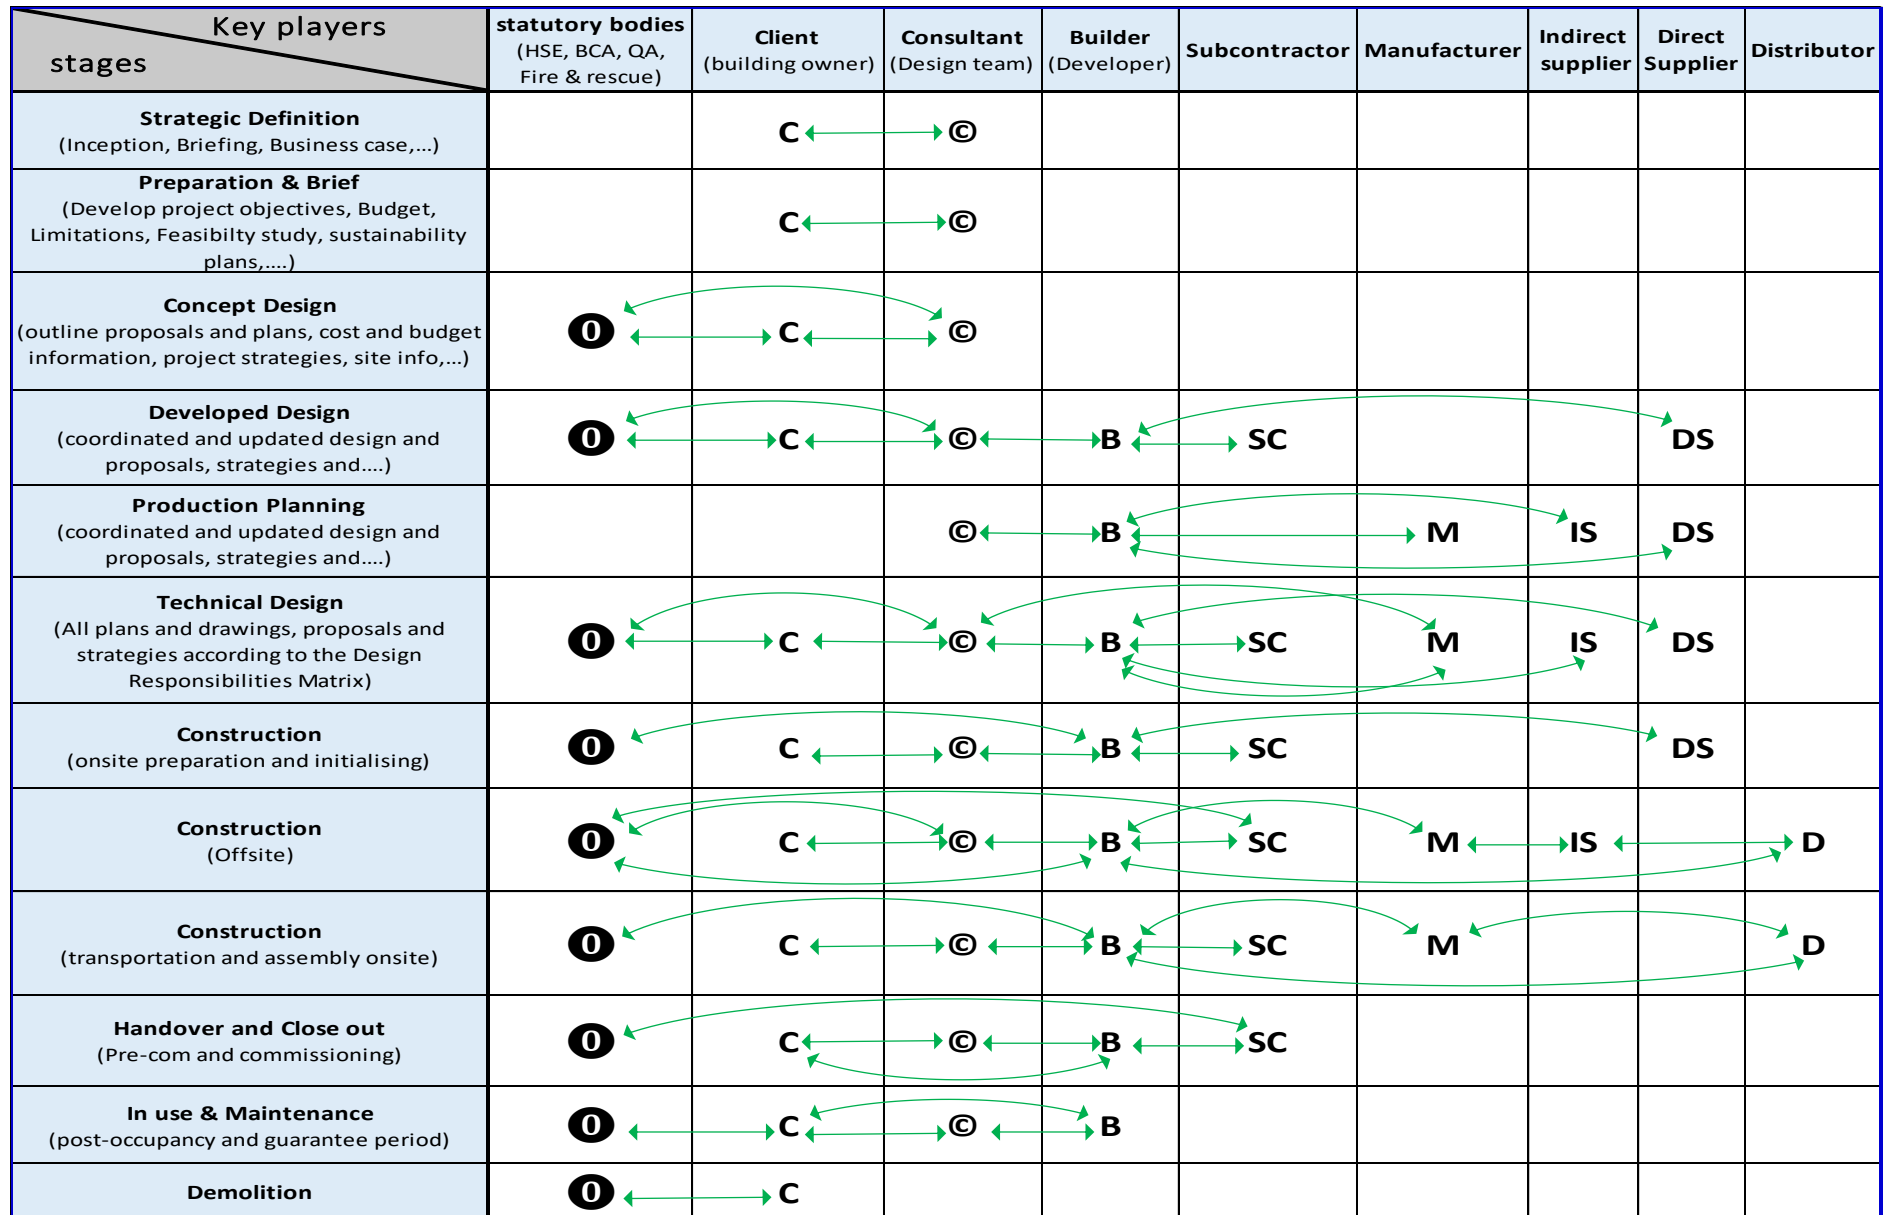 Key players
stages
statutory bodies
(HSE, BCA, QA,
Fire & rescue)
Client
(building owner)
Consultant
(Design team)
Builder
(Developer)
Subcontractor
Manufacturer
Indirect
supplier
Direct
Supplier
Distributor
Strategic Definition
(Inception, Briefing, Business case,...)
C ©
Preparation & Brief
(Develop project objectives, Budget,
Limitations, Feasibilty study, sustainability
plans,....)
C ©
Concept Design
(outline proposals and plans, cost and budget
information, project strategies, site info,...)
O C ©
Developed Design
(coordinated and updated design and
proposals, strategies and....)
O C © B SC DS
Production Planning
(coordinated and updated design and
proposals, strategies and....)
© B M IS DS
Technical Design
(All plans and drawings, proposals and
strategies according to the Design
Responsibilities Matrix)
O C © B SC M IS DS
Construction
(onsite preparation and initialising)
O C © B SC DS
Construction
(Offsite)
O C © B SC M IS D
Construction
(transportation and assembly onsite)
O C © B SC M D
Handover and Close out
(Pre-com and commissioning)
O C © B SC
In use & Maintenance
(post-occupancy and guarantee period)
O C © B
Demolition
O C